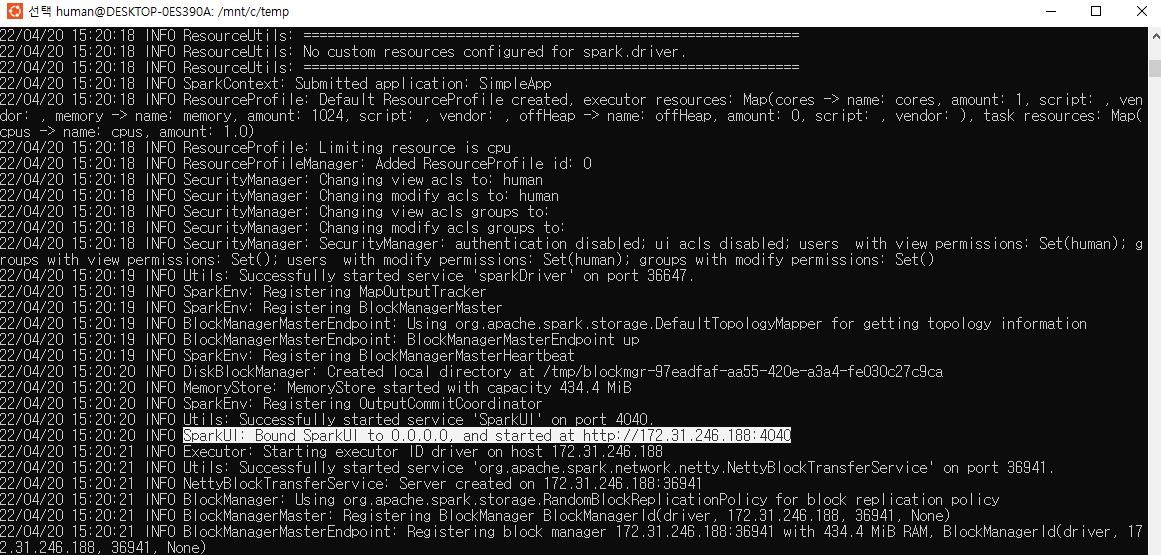 선택 human@DESKTOP-0ES390A: /mnt/c/temp
22/04/20 15:20:18 INFO ResourceUtils: ==============================================================
22/04/20 15:20:18 INFO ResourceUtils: No custom resources configured for spark.driver.
22/04/20 15:20:18 INFO ResourceUtils: ==============================================================
22/04/20 15:20:18 INFO SparkContext: Submitted application: SimpleApp
22/04/20 15:20:18 INFO ResourceProfile: Default ResourceProfile created, executor resources: Map(cores -> name: cores, amount: 1, script: , ven
dor: , memory -> name: memory, amount: 1024, script: , vendor: , offHeap -> name: offHeap, amount: 0, script: , vendor: ), task resources: Map(
cpus -> name: cpus, amount: 1.0)
22/04/20 15:20:18 INFO ResourceProfile: Limiting resource is cpu
22/04/20 15:20:18 INFO ResourceProfileManager: Added ResourceProfile id: 0
22/04/20 15:20:18 INFO SecurityManager: Changing view acls to: human
22/04/20 15:20:18 INFO SecurityManager: Changing modify acls to: human
22/04/20 15:20:18 INFO SecurityManager: Changing view acls groups to:
22/04/20 15:20:18 INFO SecurityManager: Changing modify acls groups to:
22/04/20 15:20:18 INFO SecurityManager: SecurityManager: authentication disabled; ui acls disabled; users  with view permissions: Set(human); g
roups with view permissions: Set(); users  with modify permissions: Set(human); groups with modify permissions: Set()
22/04/20 15:20:19 INFO Utils: Successfully started service 'sparkDriver' on port 36647.
22/04/20 15:20:19 INFO SparkEnv: Registering MapOutputTracker
22/04/20 15:20:19 INFO SparkEnv: Registering BlockManagerMaster
22/04/20 15:20:19 INFO BlockManagerMasterEndpoint: Using org.apache.spark.storage.DefaultTopologyMapper for getting topology information
22/04/20 15:20:19 INFO BlockManagerMasterEndpoint: BlockManagerMasterEndpoint up
22/04/20 15:20:19 INFO SparkEnv: Registering BlockManagerMasterHeartbeat
22/04/20 15:20:20 INFO DiskBlockManager: Created local directory at /tmp/blockmgr-97eadfaf-aa55-420e-a3a4-fe030c27c9ca
22/04/20 15:20:20 INFO MemoryStore: MemoryStore started with capacity 434.4 MiB
22/04/20 15:20:20 INFO SparkEnv: Registering OutputCommitCoordinator
22/04/20 15:20:20 INFO Utils: Successfully started service 'SparkUI' on port 4040.
22/04/20 15:20:20 INFO SparkUI: Bound SparkUI to 0.0.0.0, and started at http://172.31.246.188:4040
22/04/20 15:20:21 INFO Executor: Starting executor ID driver on host 172.31.246.188
22/04/20 15:20:21 INFO Utils: Successfully started service 'org.apache.spark.network.netty.NettyBlockTransferService' on port 36941.
22/04/20 15:20:21 INFO NettyBlockTransferService: Server created on 172.31.246.188:36941
22/04/20 15:20:21 INFO BlockManager: Using org.apache.spark.storage.RandomBlockReplicationPolicy for block replication policy
22/04/20 15:20:21 INFO BlockManagerMaster: Registering BlockManager BlockManagerId(driver, 172.31.246.188, 36941, None)
22/04/20 15:20:21 INFO BlockManagerMasterEndpoint: Registering block manager 172.31.246.188:36941 with 434.4 MiB RAM, BlockManagerId(driver, 17
2.31.246.188, 36941, None)